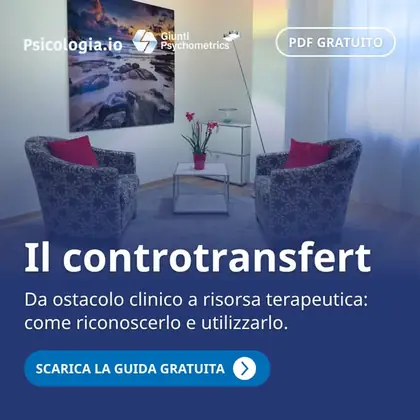 Psicologia.io
Giunti
Psychometrics
PDF GRATUITO
Il controtransfert
Da ostacolo clinico a risorsa terapeutica:
come riconoscerlo e utilizzarlo.
SCARICA LA GUIDA GRATUITA